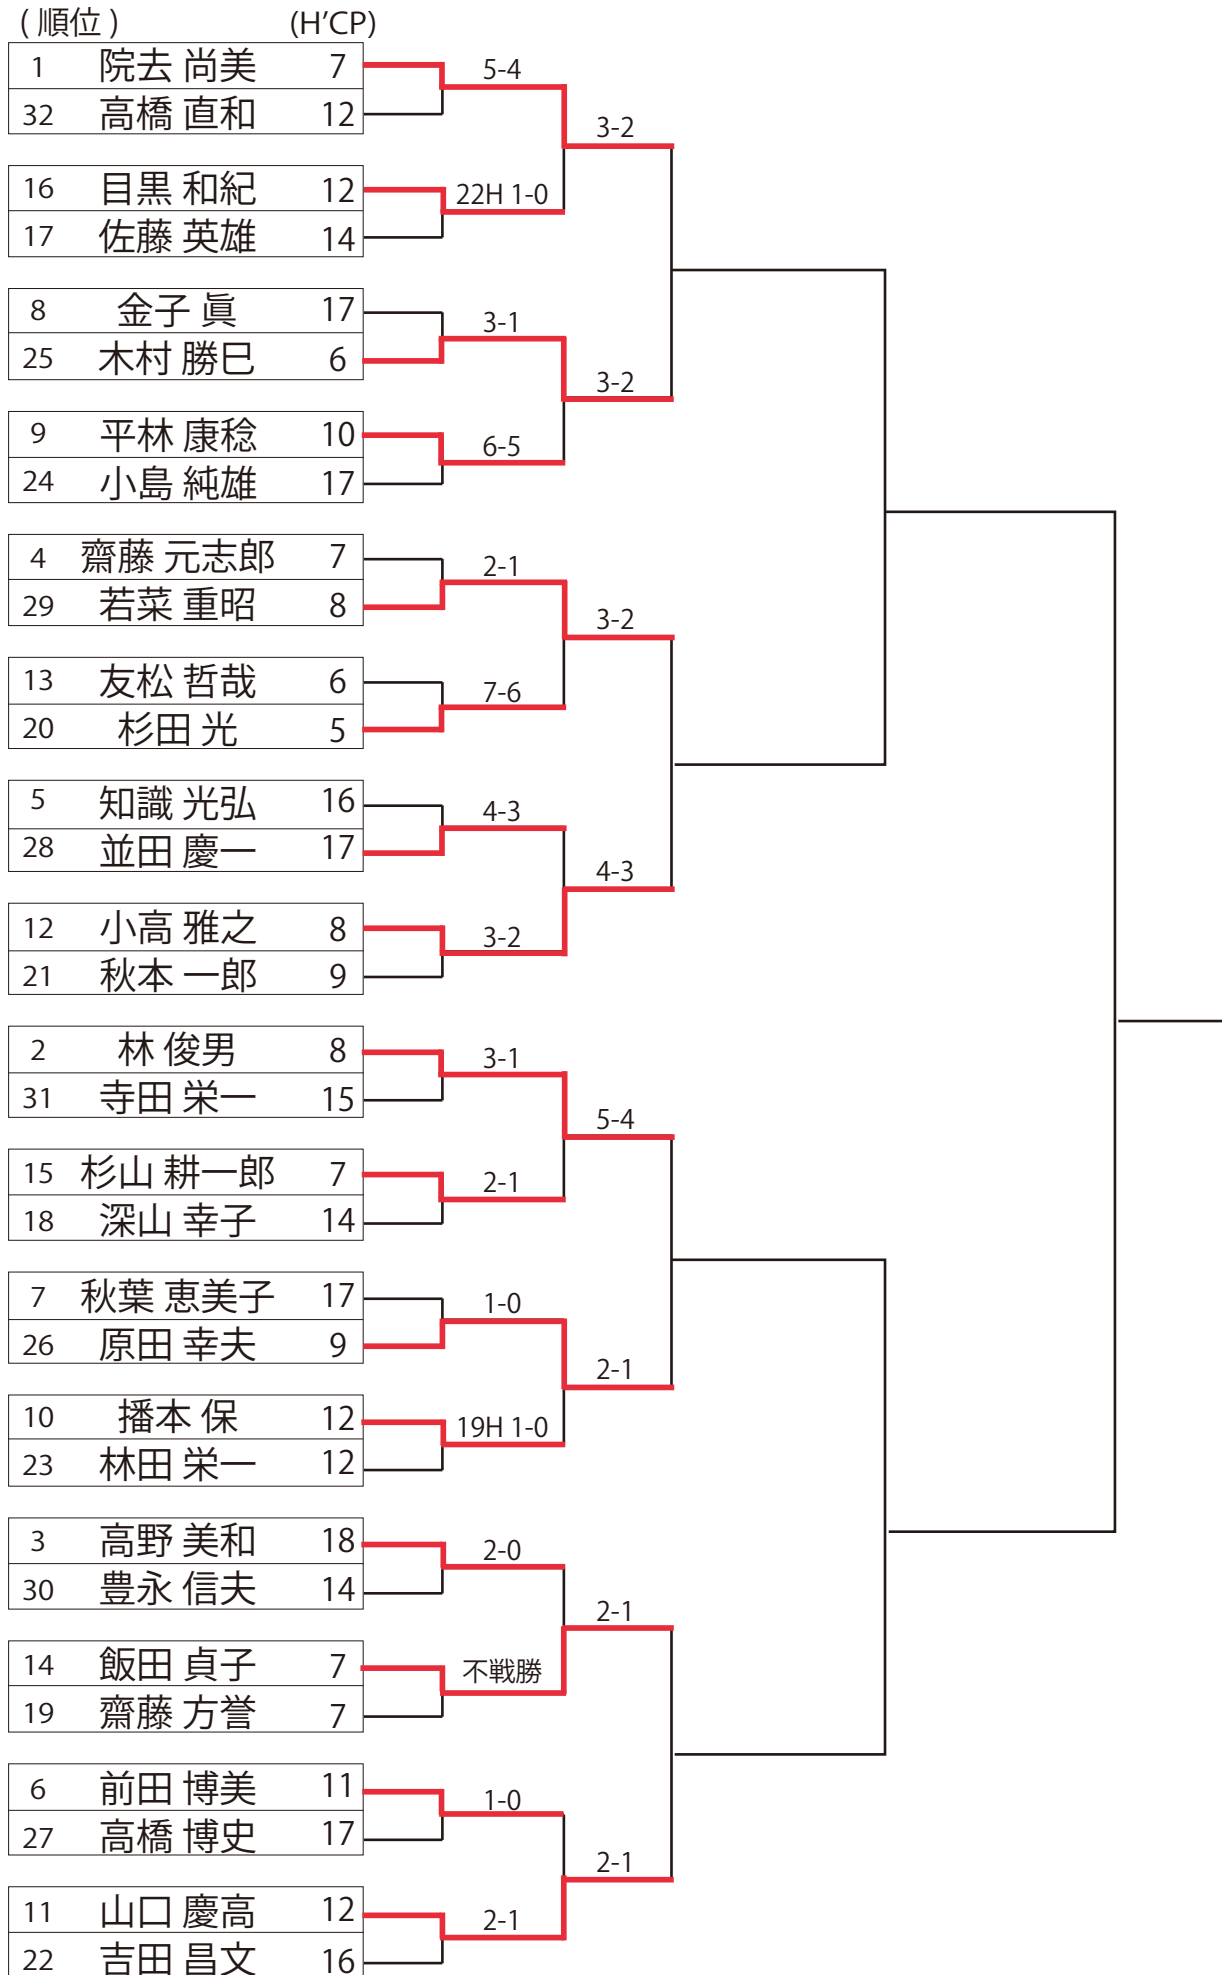 (順位) (H'CP)
1 院去 尚美 7
5-4
32 高橋 直和 12
3-2
16 目黒 和紀 12
22H 1-0
17 佐藤 英雄 14
8 金子 眞 17
3-1
25 木村 勝巳 6
3-2
9 平林 康稔 10
6-5
24 小島 純雄 17
4 齋藤 元志郎 7
2-1
29 若菜 重昭 8
3-2
13 友松 哲哉 6
7-6
20 杉田 光 5
5 知識 光弘 16
4-3
28 並田 慶一 17
4-3
12 小高 雅之 8
3-2
21 秋本 一郎 9
2 林 俊男 8
3-1
31 寺田 栄一 15
5-4
15 杉山 耕一郎 7
2-1
18 深山 幸子 14
7 秋葉 恵美子 17
1-0
26 原田 幸夫 9
2-1
10 播本 保 12
19H 1-0
23 林田 栄一 12
3 高野 美和 18
2-0
30 豊永 信夫 14
2-1
14 飯田 貞子 7
不戦勝
19 齋藤 方誉 7
6 前田 博美 11
1-0
27 高橋 博史 17
2-1
11 山口 慶高 12
2-1
22 吉田 昌文 16